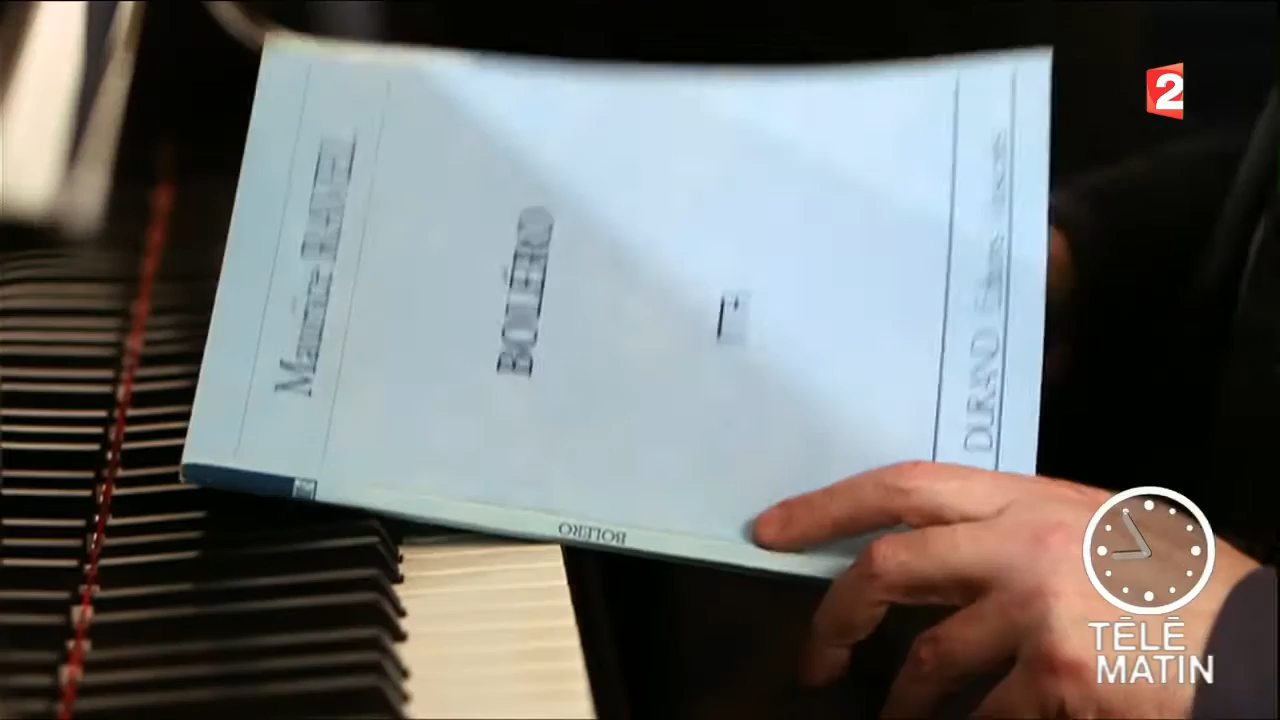 Maurice RAVEL
BOLÉRO
DURAND
BOLERO
2
TÉLÉ
MATIN